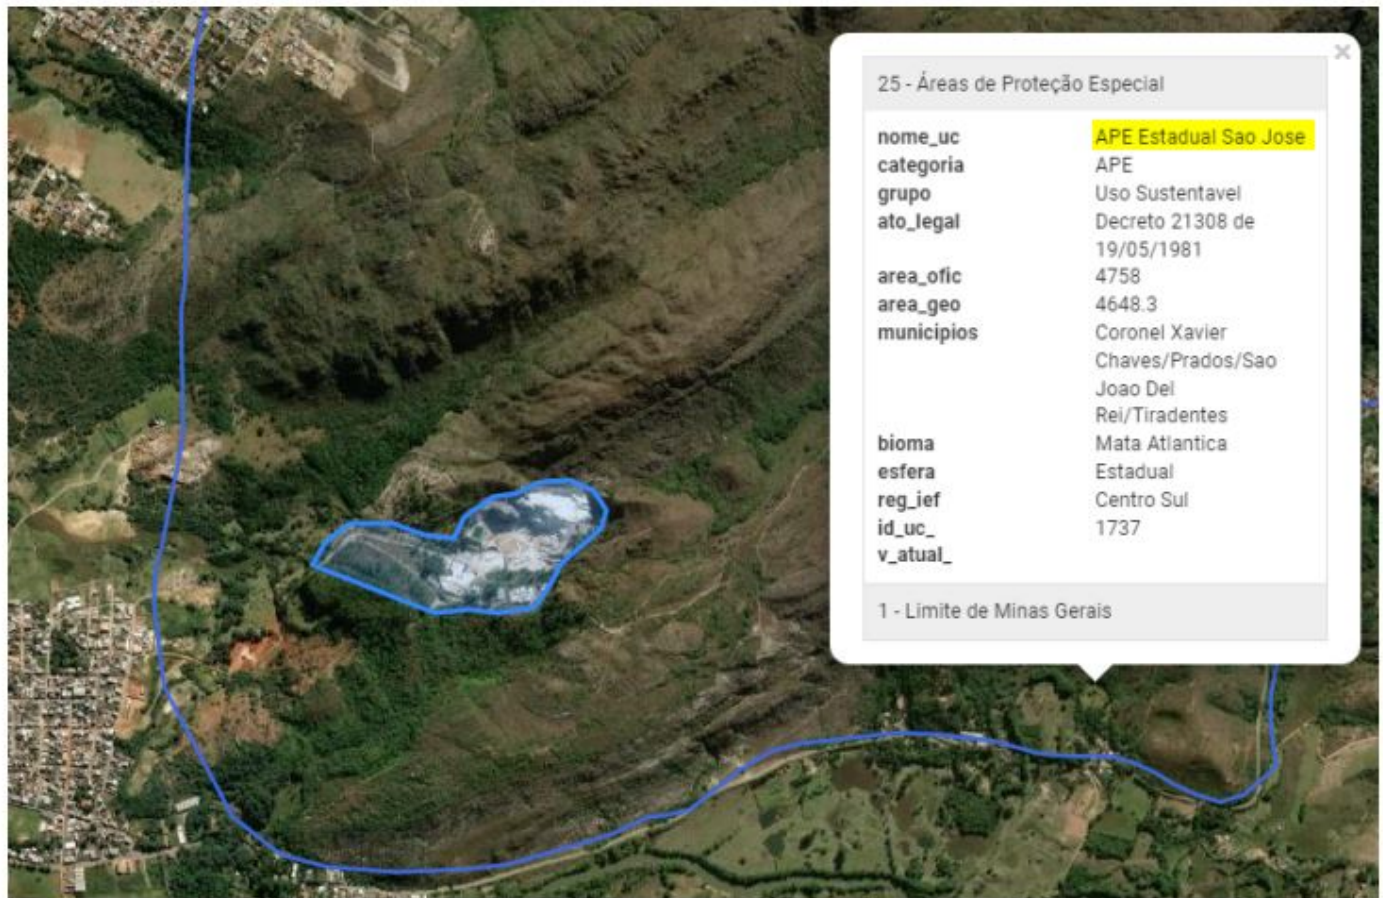 ×
25 - Áreas de Proteção Especial
nome_uc APE Estadual Sao Jose
categoria APE
grupo Uso Sustentavel
ato_legal Decreto 21308 de
19/05/1981
area_ofic 4758
area_geo 4648.3
municipios Coronel Xavier
Chaves/Prados/Sao
Joao Del
Rei/Tiradentes
bioma Mata Atlantica
esfera Estadual
reg_ief Centro Sul
id_uc_ 1737
v_atual_
1 - Limite de Minas Gerais